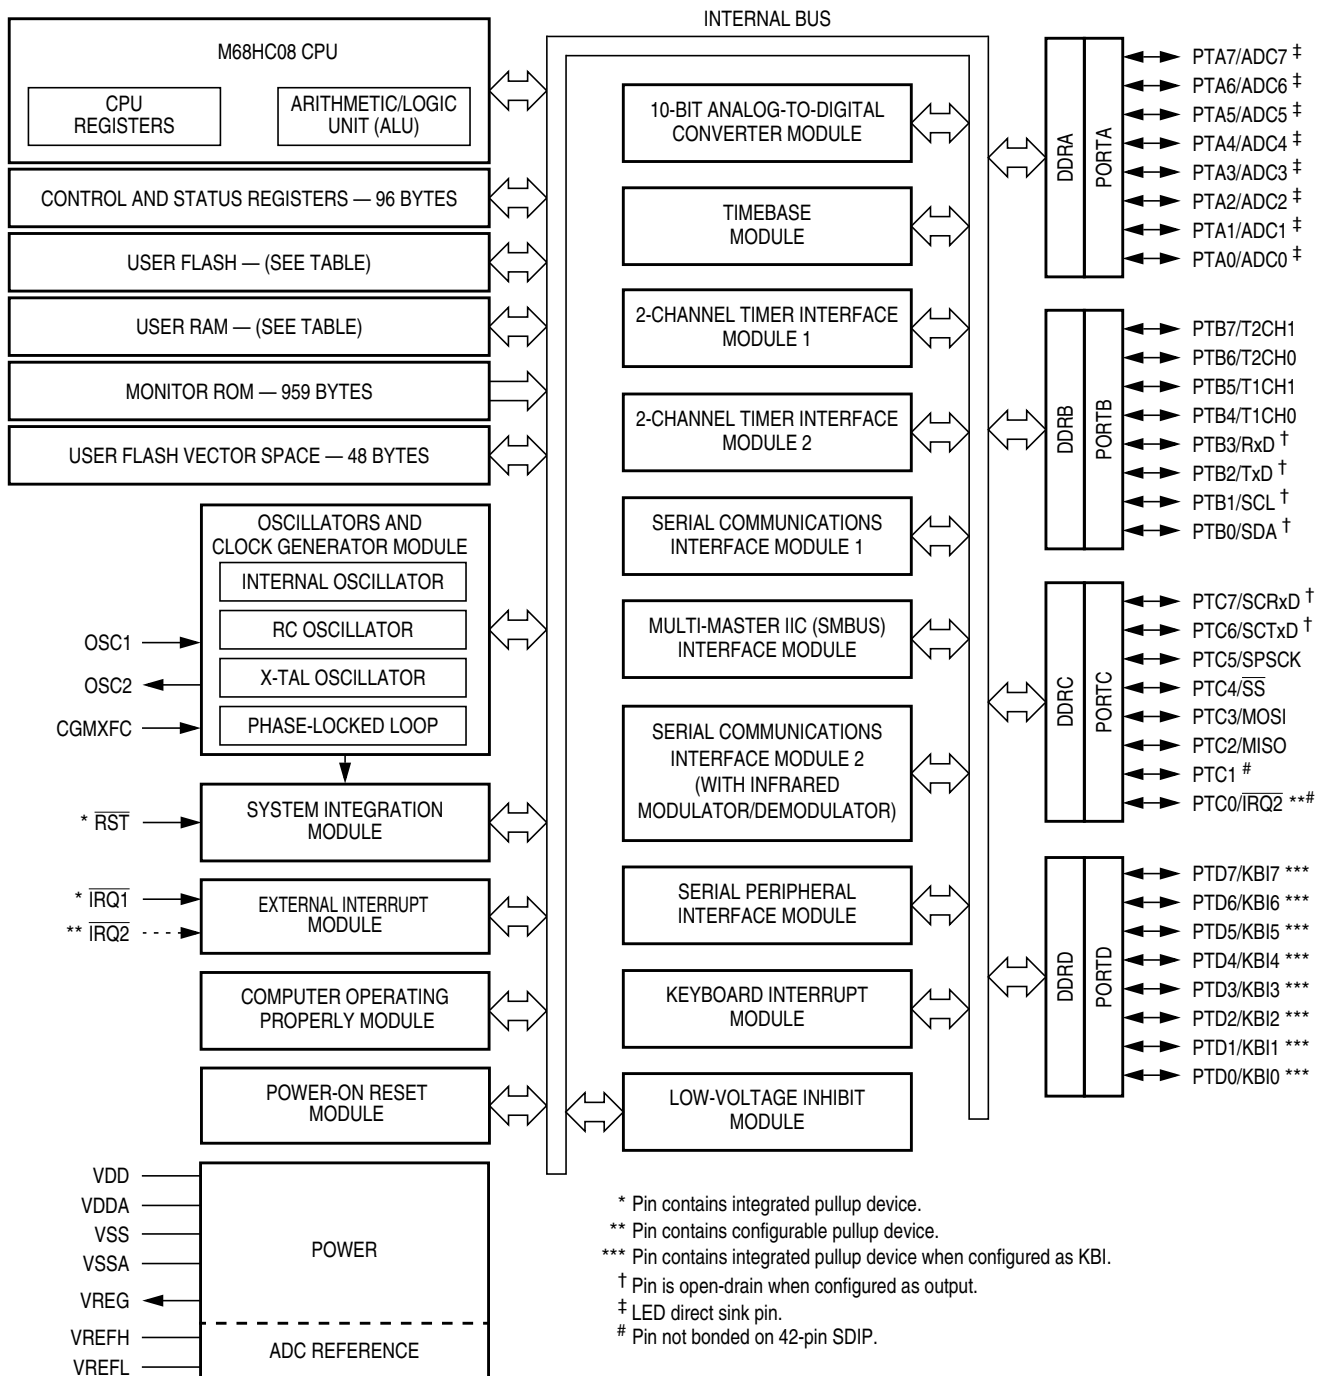 INTERNAL BUS
M68HC08 CPU
CPU
REGISTERS
ARITHMETIC/LOGIC
UNIT (ALU)
CONTROL AND STATUS REGISTERS — 96 BYTES
USER FLASH — (SEE TABLE)
USER RAM — (SEE TABLE)
MONITOR ROM — 959 BYTES
USER FLASH VECTOR SPACE — 48 BYTES
OSCILLATORS AND
CLOCK GENERATOR MODULE
INTERNAL OSCILLATOR
RC OSCILLATOR
X-TAL OSCILLATOR
PHASE-LOCKED LOOP
OSC1
OSC2
CGMXFC
SYSTEM INTEGRATION
MODULE
* RST
EXTERNAL INTERRUPT
MODULE
* IRQ1
** IRQ2
COMPUTER OPERATING
PROPERLY MODULE
POWER-ON RESET
MODULE
VDD
VDDA
VSS
VSSA
VREG
VREFH
VREFL
POWER
ADC REFERENCE
10-BIT ANALOG-TO-DIGITAL
CONVERTER MODULE
TIMEBASE
MODULE
2-CHANNEL TIMER INTERFACE
MODULE 1
2-CHANNEL TIMER INTERFACE
MODULE 2
SERIAL COMMUNICATIONS
INTERFACE MODULE 1
MULTI-MASTER IIC (SMBUS)
INTERFACE MODULE
SERIAL COMMUNICATIONS
INTERFACE MODULE 2
(WITH INFRARED
MODULATOR/DEMODULATOR)
SERIAL PERIPHERAL
INTERFACE MODULE
KEYBOARD INTERRUPT
MODULE
LOW-VOLTAGE INHIBIT
MODULE
DDRA
PORTA
PTA7/ADC7 ‡
PTA6/ADC6 ‡
PTA5/ADC5 ‡
PTA4/ADC4 ‡
PTA3/ADC3 ‡
PTA2/ADC2 ‡
PTA1/ADC1 ‡
PTA0/ADC0 ‡
DDRB
PORTB
PTB7/T2CH1
PTB6/T2CH0
PTB5/T1CH1
PTB4/T1CH0
PTB3/RxD †
PTB2/TxD †
PTB1/SCL †
PTB0/SDA †
DDRC
PORTC
PTC7/SCRxD †
PTC6/SCTxD †
PTC5/SPSCK
PTC4/SS
PTC3/MOSI
PTC2/MISO
PTC1 #
PTC0/IRQ2 **#
DDRD
PORTD
PTD7/KBI7 ***
PTD6/KBI6 ***
PTD5/KBI5 ***
PTD4/KBI4 ***
PTD3/KBI3 ***
PTD2/KBI2 ***
PTD1/KBI1 ***
PTD0/KBI0 ***
* Pin contains integrated pullup device.
** Pin contains configurable pullup device.
*** Pin contains integrated pullup device when configured as KBI.
† Pin is open-drain when configured as output.
‡ LED direct sink pin.
# Pin not bonded on 42-pin SDIP.